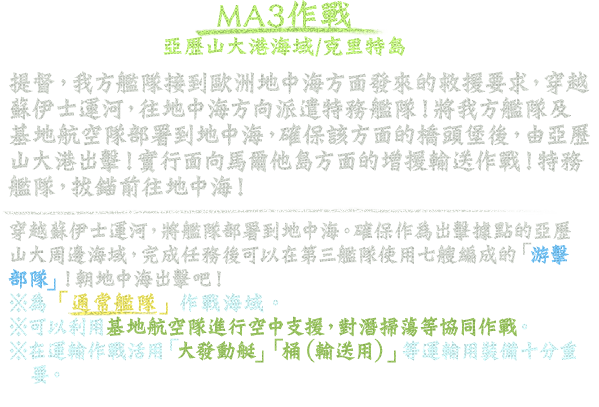 MA3作戰
亞歷山大港海域/克里特島
提督，我方艦隊接到歐洲地中海方面發來的救援要求，穿越
蘇伊士運河，往地中海方向派遣特務艦隊！將我方艦隊及
基地航空隊部署到地中海，確保該方面的橋頭堡後，由亞歷
山大港出擊！實行面向馬爾他島方面的增援輸送作戰！特務
艦隊，拔錨前往地中海！
穿越蘇伊士運河，將艦隊部署到地中海。確保作為出擊據點的亞歷
山大周邊海域，完成任務後可以在第三艦隊使用七艘編成的「游擊
部隊」！朝地中海出擊吧！
※為「通常艦隊」作戰海域。
※可以利用基地航空隊進行空中支援，對潛掃蕩等協同作戰。
※在運輸作戰活用「大發動艇」「桶(輸送用)」等運輸用裝備十分重
要。